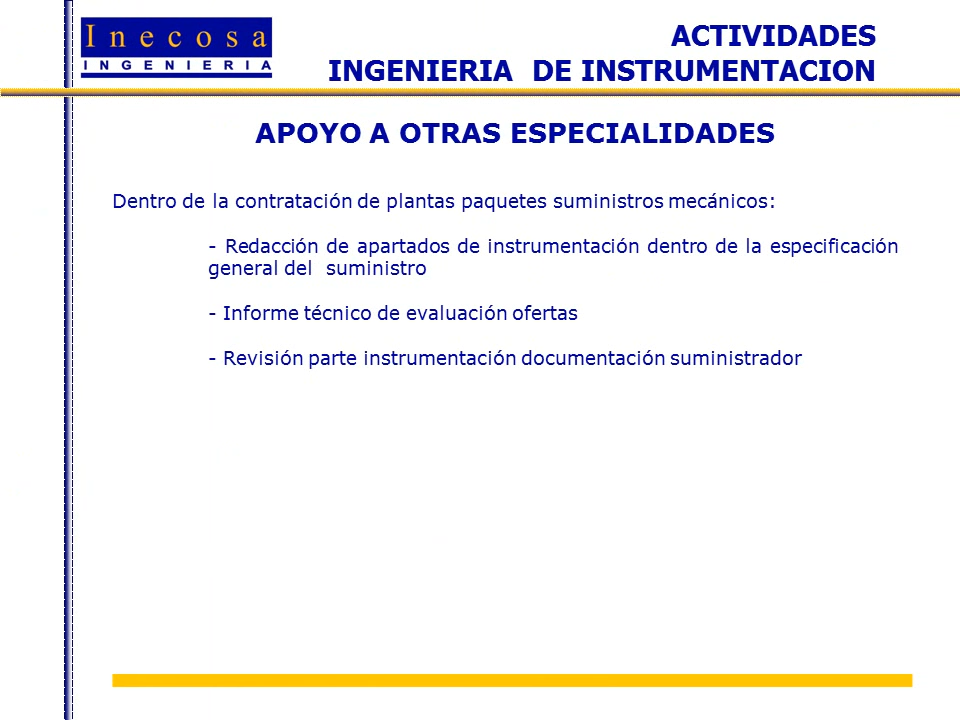 Inecosa
INGENIERIA
ACTIVIDADES
INGENIERIA DE INSTRUMENTACION
APOYO A OTRAS ESPECIALIDADES
Dentro de la contratación de plantas paquetes suministros mecánicos:
- Redacción de apartados de instrumentación dentro de la especificación
general del suministro
- Informe técnico de evaluación ofertas
- Revisión parte instrumentación documentación suministrador